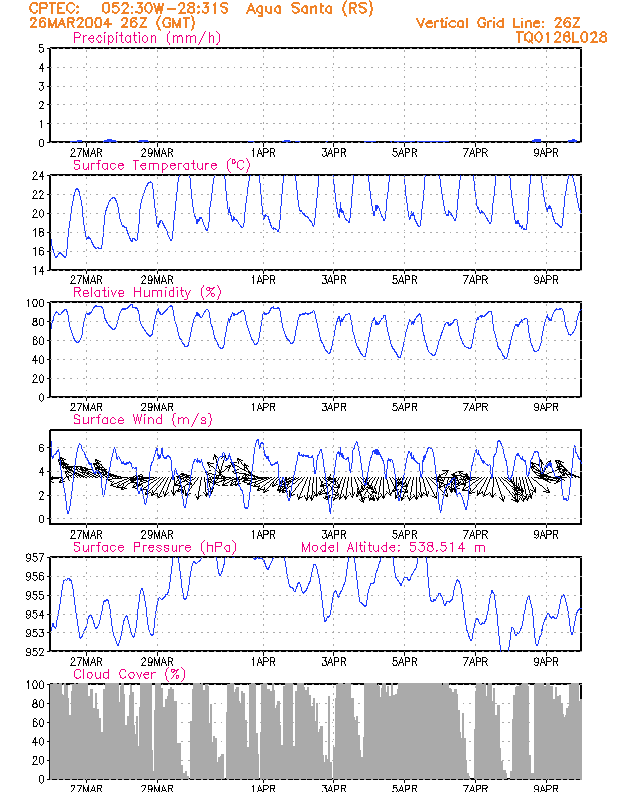 CPTEC: 052:30W-28:31S Agua Santa (RS)
26MAR2004 26Z (GMT) Vertical Grid Line: 26Z
Precipitation (mm/h) TQ0126L028
5
4
3
2
1
0
27MAR 29MAR 1APR 3APR 5APR 7APR 9APR
Surface Temperature (ºC)
24
22
20
18
16
14
27MAR 29MAR 1APR 3APR 5APR 7APR 9APR
Relative Humidity (%)
100
80
60
40
20
0
27MAR 29MAR 1APR 3APR 5APR 7APR 9APR
Surface Wind (m/s)
6
4
2
0
27MAR 29MAR 1APR 3APR 5APR 7APR 9APR
Surface Pressure (hPa) Model Altitude: 538.514 m
957
956
955
954
953
952
27MAR 29MAR 1APR 3APR 5APR 7APR 9APR
Cloud Cover (%)
100
80
60
40
20
0
27MAR 29MAR 1APR 3APR 5APR 7APR 9APR